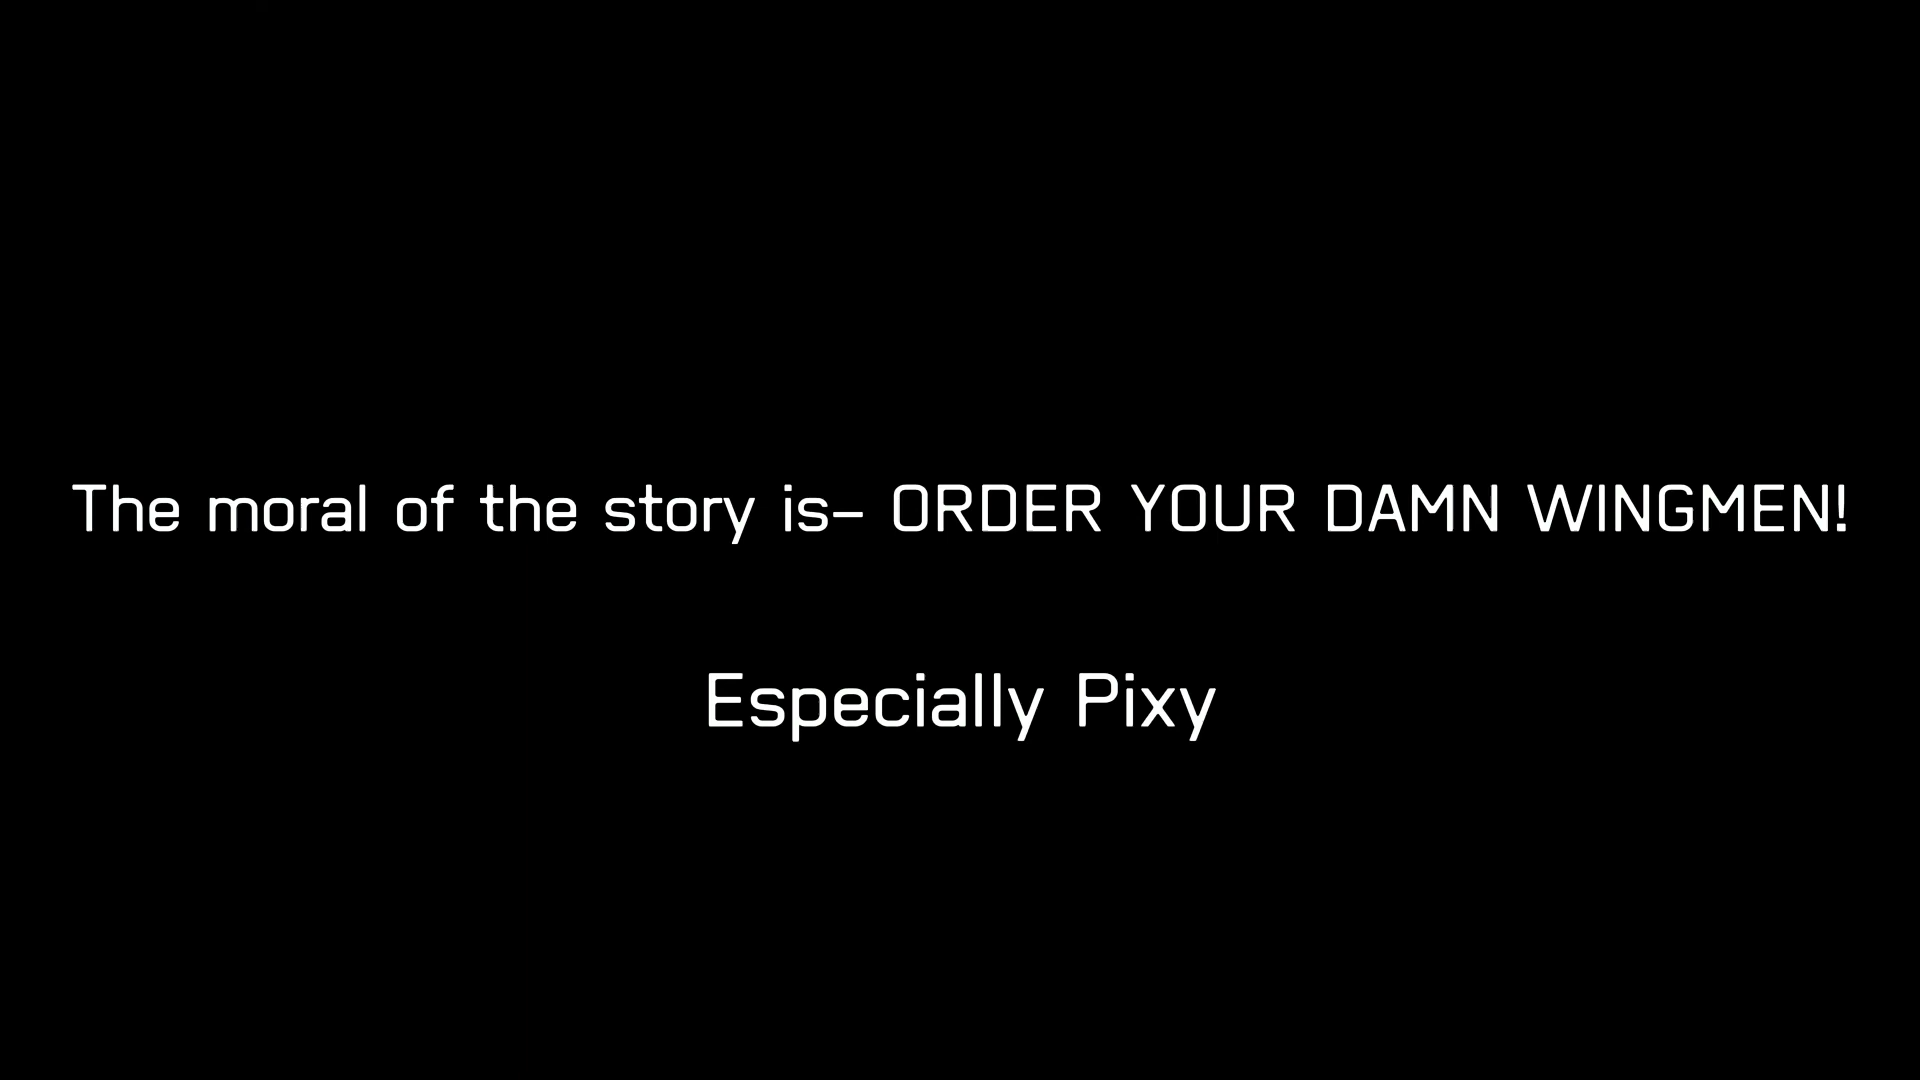 The moral of the story is– ORDER YOUR DAMN WINGMEN!
Especially Pixy